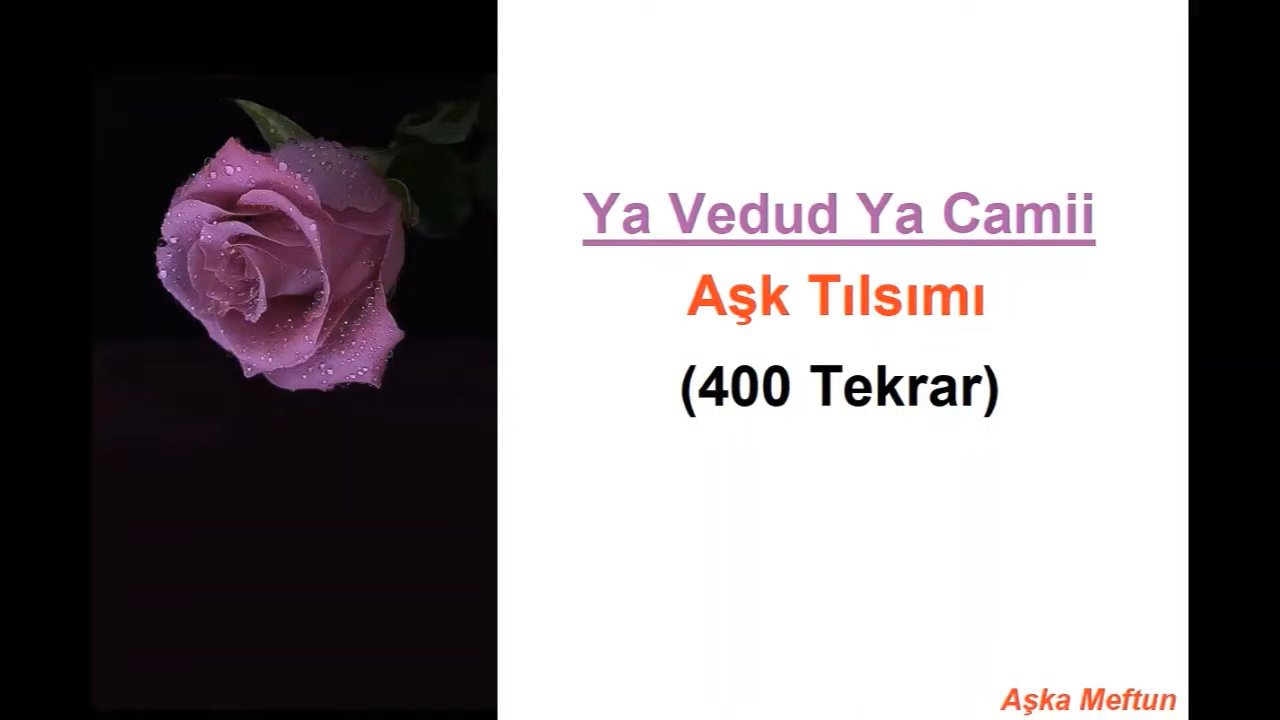 Ya Vedud Ya Camii
Aşk Tılsımı
(400 Tekrar)
Aşka Meftun